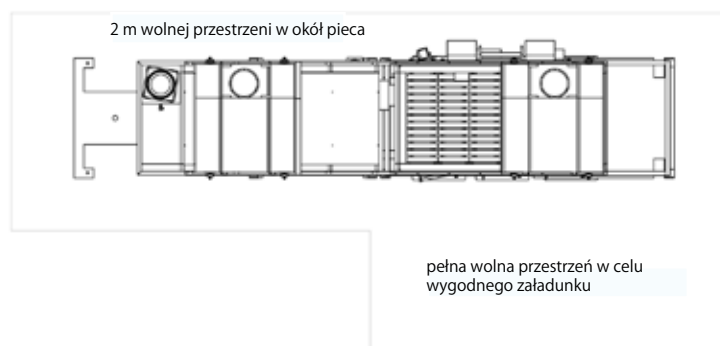 2 m wolnej przestrzeni w okół pieca
pełna wolna przestrzeń w celu
wygodnego załadunku